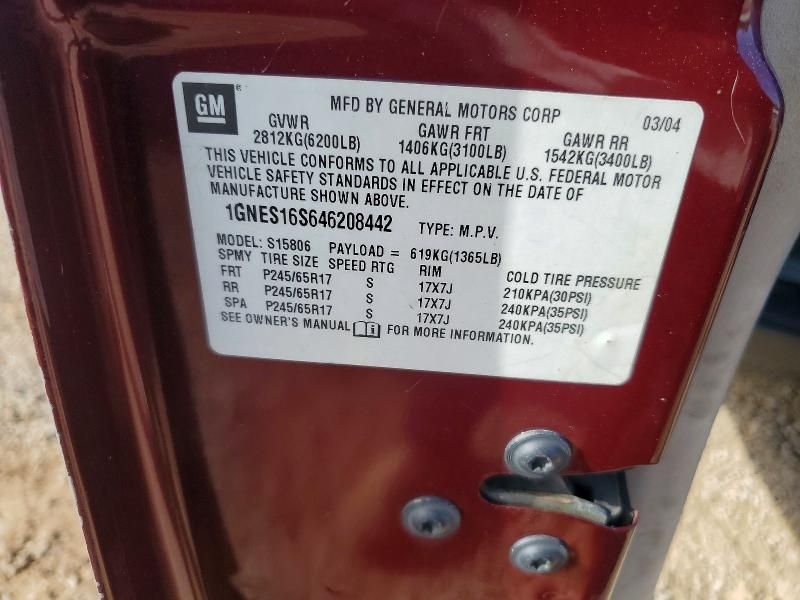 GM®
MFD BY GENERAL MOTORS CORP 03/04
GVWR GAWR FRT GAWR RR
2812KG(6200LB) 1406KG(3100LB) 1542KG(3400LB)
THIS VEHICLE CONFORMS TO ALL APPLICABLE U.S. FEDERAL MOTOR
VEHICLE SAFETY STANDARDS IN EFFECT ON THE DATE OF
MANUFACTURE SHOWN ABOVE.
1GNES16S646208442 TYPE: M.P.V.
MODEL: S15806 PAYLOAD = 619KG(1365LB)
SPMY TIRE SIZE SPEED RTG RIM COLD TIRE PRESSURE
FRT P245/65R17 S 17X7J 210KPA(30PSI)
RR P245/65R17 S 17X7J 240KPA(35PSI)
SPA P245/65R17 S 17X7J 240KPA(35PSI)
SEE OWNER'S MANUAL i FOR MORE INFORMATION.